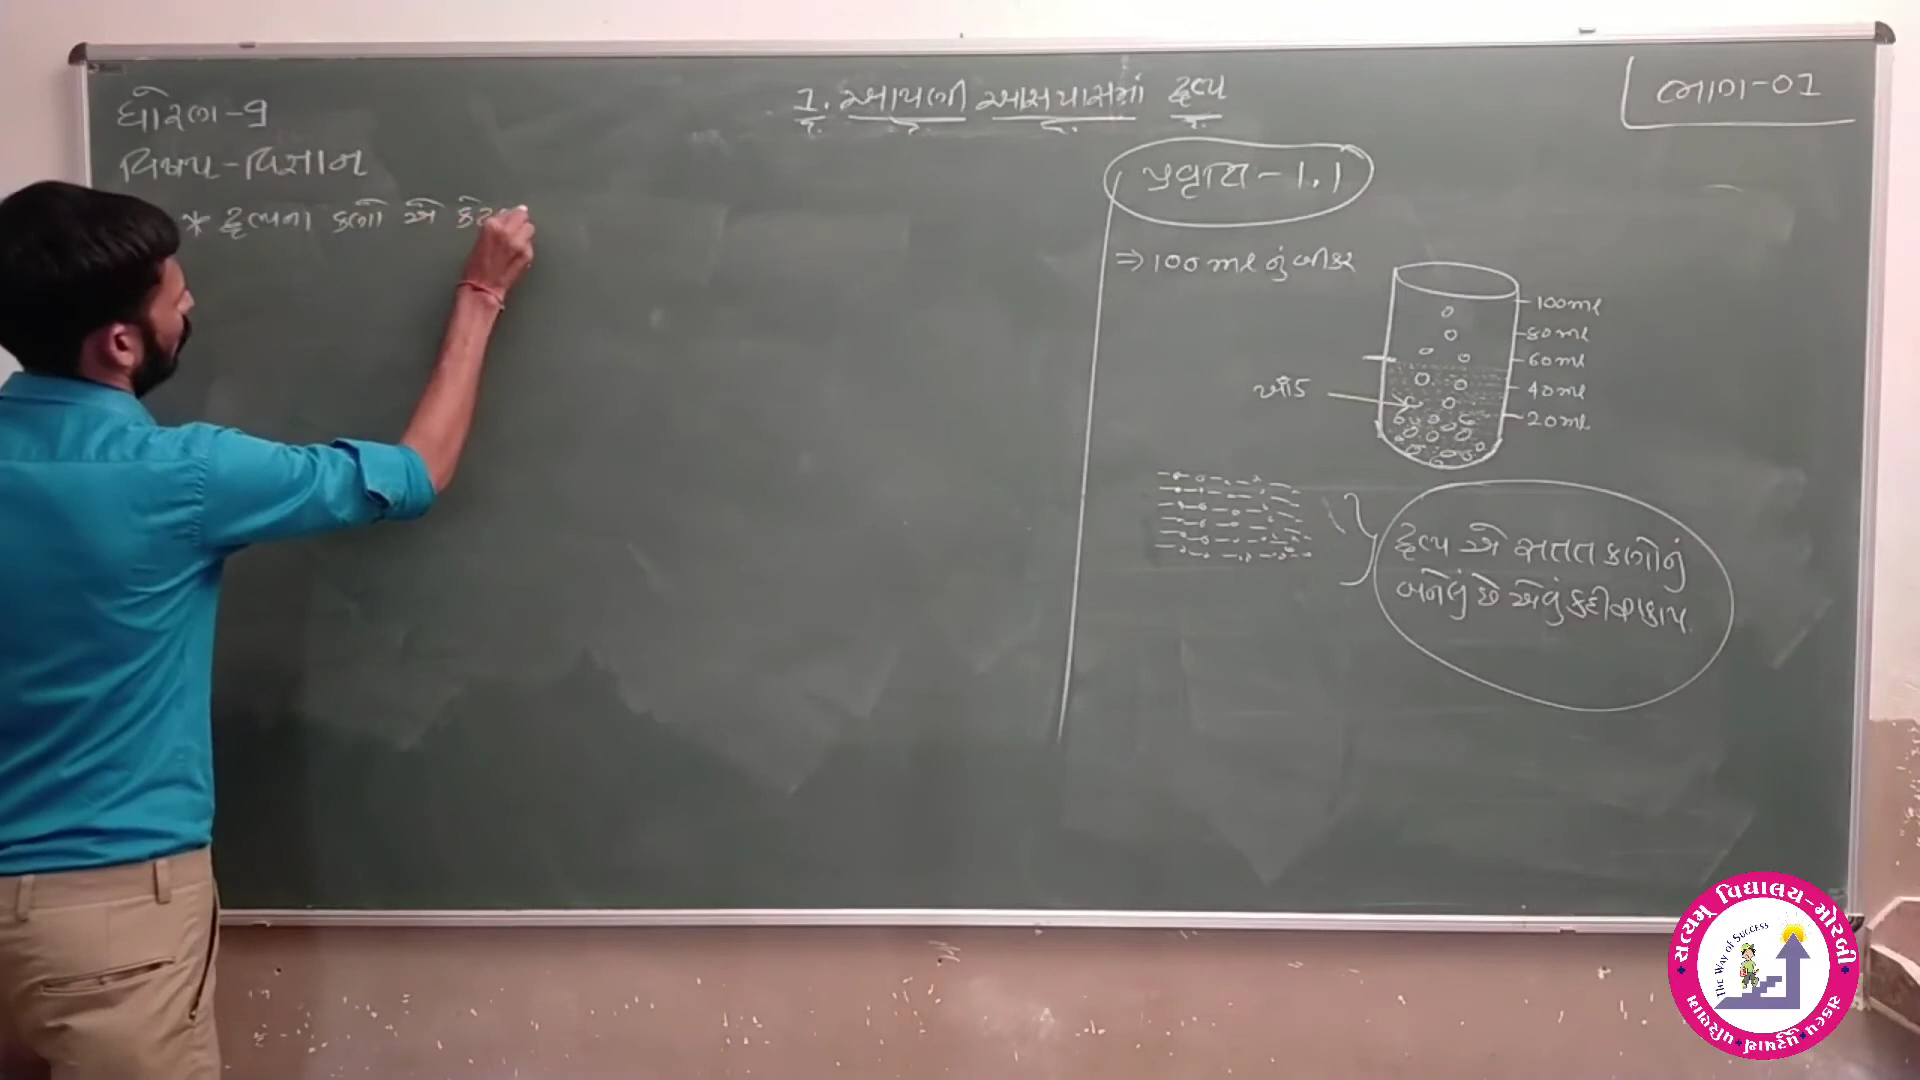 ધોરણ-9
વિષય-વિજ્ઞાન
1. આપણી આસપાસમાં દ્રવ્ય
ભાગ-01
* દ્રવ્યના કણો એ
પ્રવૃત્તિ-1.1
⇒ 100 ml નું બીકર
100ml
80ml
60ml
40ml
20ml
ખાંડ
દ્રવ્ય એ સતત કણોનું
બનેલું છે એવું કહી શકાય.
સત્યમ્ વિદ્યાલય-મોરબી
The Way of Success
સંકલ્પ • પુરુષાર્થ • પરિણામ